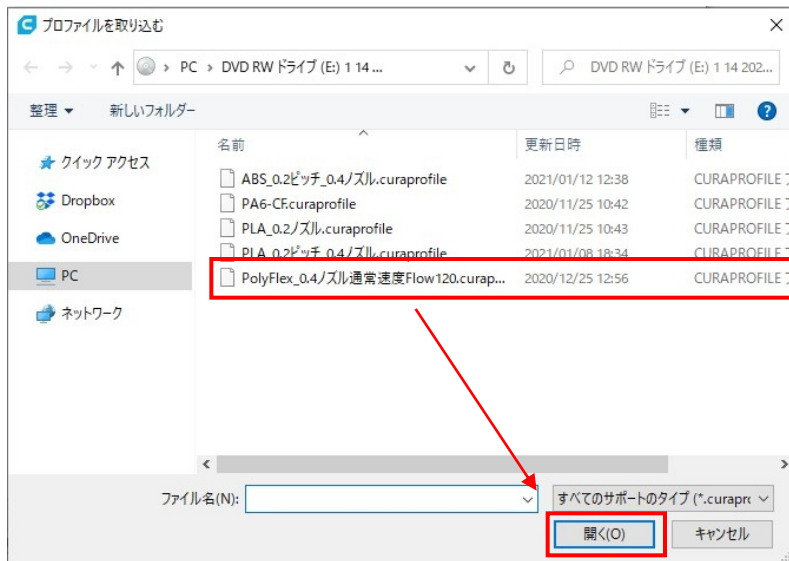 プロファイルを取り込む
PC › DVD RW ドライブ (E:) 1 14 ... DVD RW ドライブ (E:) 1 14 202...
整理 新しいフォルダー
名前 更新日時 種類
クイック アクセス
Dropbox
OneDrive
PC
ネットワーク
ABS_0.2ピッチ_0.4ノズル.curaprofile 2021/01/12 12:38 CURAPROFILE フ
PA6-CF.curaprofile 2020/11/25 10:42 CURAPROFILE フ
PLA_0.2ノズル.curaprofile 2020/11/25 10:43 CURAPROFILE フ
PLA_0.2ピッチ_0.4ノズル.curaprofile 2021/01/08 18:34 CURAPROFILE フ
PolyFlex_0.4ノズル通常速度Flow120.curap... 2020/12/25 12:56 CURAPROFILE フ
ファイル名(N): すべてのサポートのタイプ (*.curapr
開く(O) キャンセル